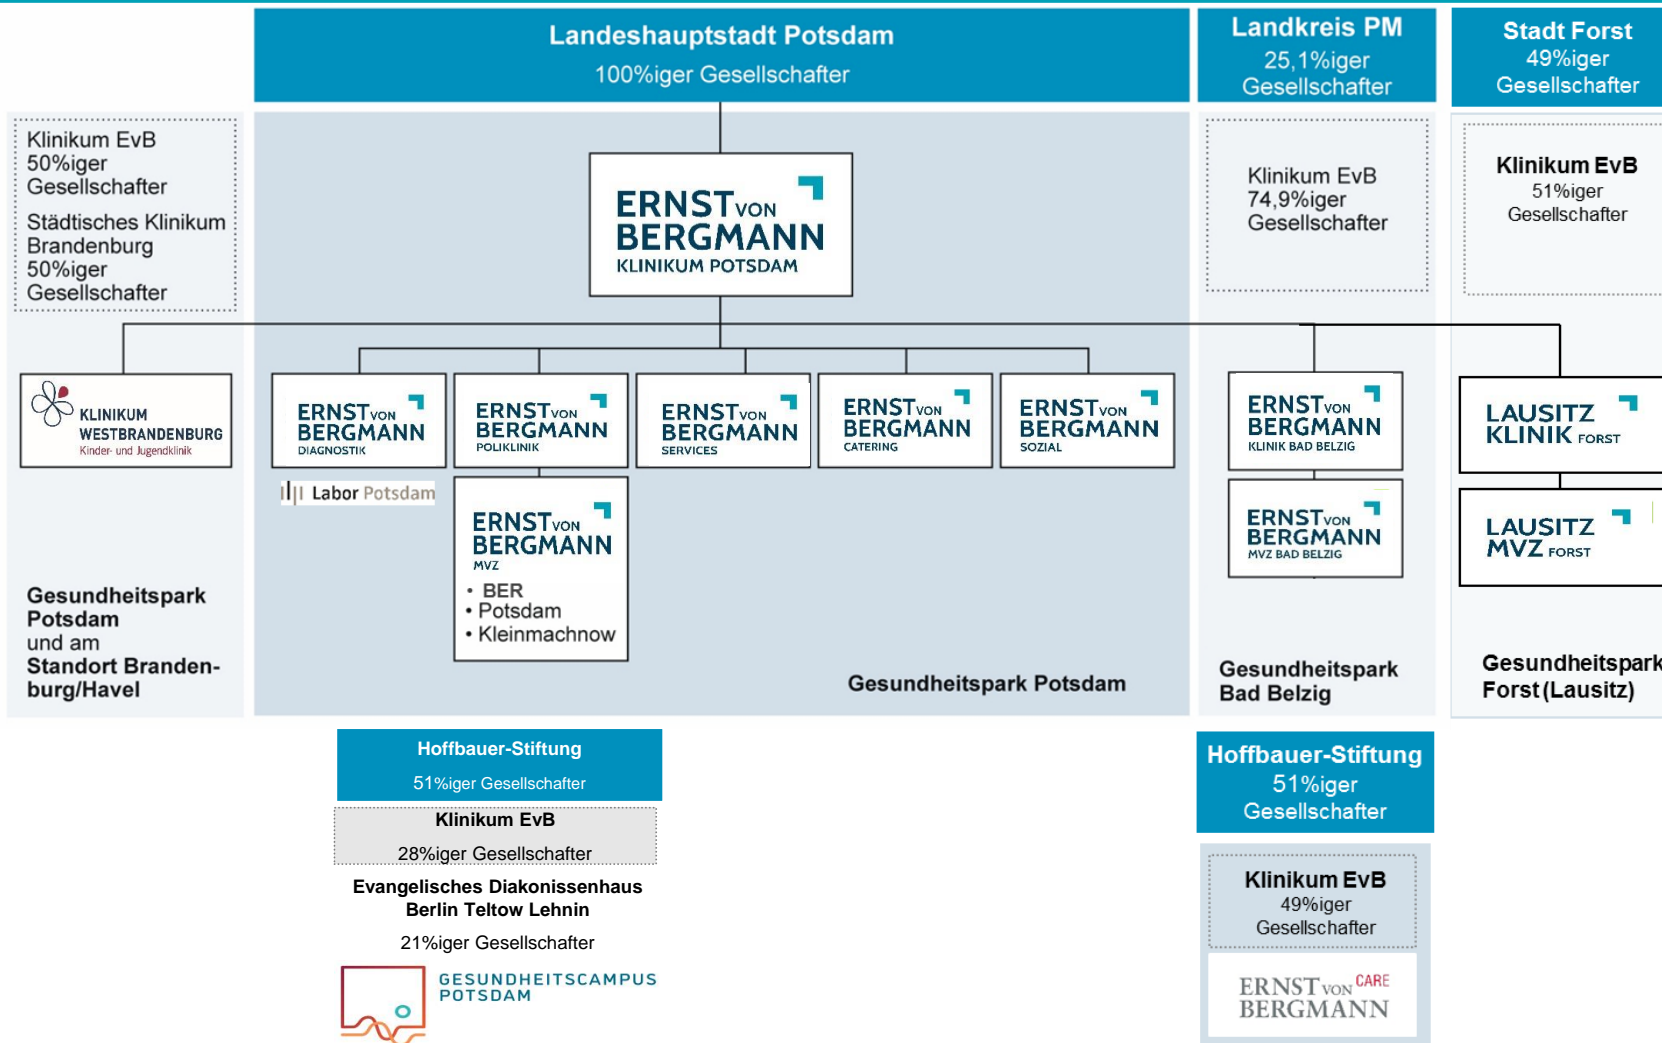 Landeshauptstadt Potsdam
100%iger Gesellschafter
Landkreis PM
25,1%iger
Gesellschafter
Stadt Forst
49%iger
Gesellschafter
Klinikum EvB
50%iger
Gesellschafter
Städtisches Klinikum
Brandenburg
50%iger
Gesellschafter
ERNST VON
BERGMANN
KLINIKUM POTSDAM
Klinikum EvB
74,9%iger
Gesellschafter
Klinikum EvB
51%iger
Gesellschafter
KLINIKUM
WESTBRANDENBURG
Kinder- und Jugendklinik
ERNST VON
BERGMANN
DIAGNOSTIK
Labor Potsdam
ERNST VON
BERGMANN
POLIKLINIK
ERNST VON
BERGMANN
SERVICES
ERNST VON
BERGMANN
CATERING
ERNST VON
BERGMANN
SOZIAL
ERNST VON
BERGMANN
KLINIK BAD BELZIG
LAUSITZ
KLINIK FORST
ERNST VON
BERGMANN
MVZ
• BER
• Potsdam
• Kleinmachnow
ERNST VON
BERGMANN
MVZ BAD BELZIG
LAUSITZ
MVZ FORST
Gesundheitspark
Potsdam
und am
Standort Branden-
burg/Havel
Gesundheitspark Potsdam
Gesundheitspark
Bad Belzig
Gesundheitspark
Forst (Lausitz)
Hoffbauer-Stiftung
51%iger Gesellschafter
Klinikum EvB
28%iger Gesellschafter
Evangelisches Diakonissenhaus
Berlin Teltow Lehnin
21%iger Gesellschafter
GESUNDHEITSCAMPUS
POTSDAM
Hoffbauer-Stiftung
51%iger
Gesellschafter
Klinikum EvB
49%iger
Gesellschafter
ERNST VON CARE
BERGMANN